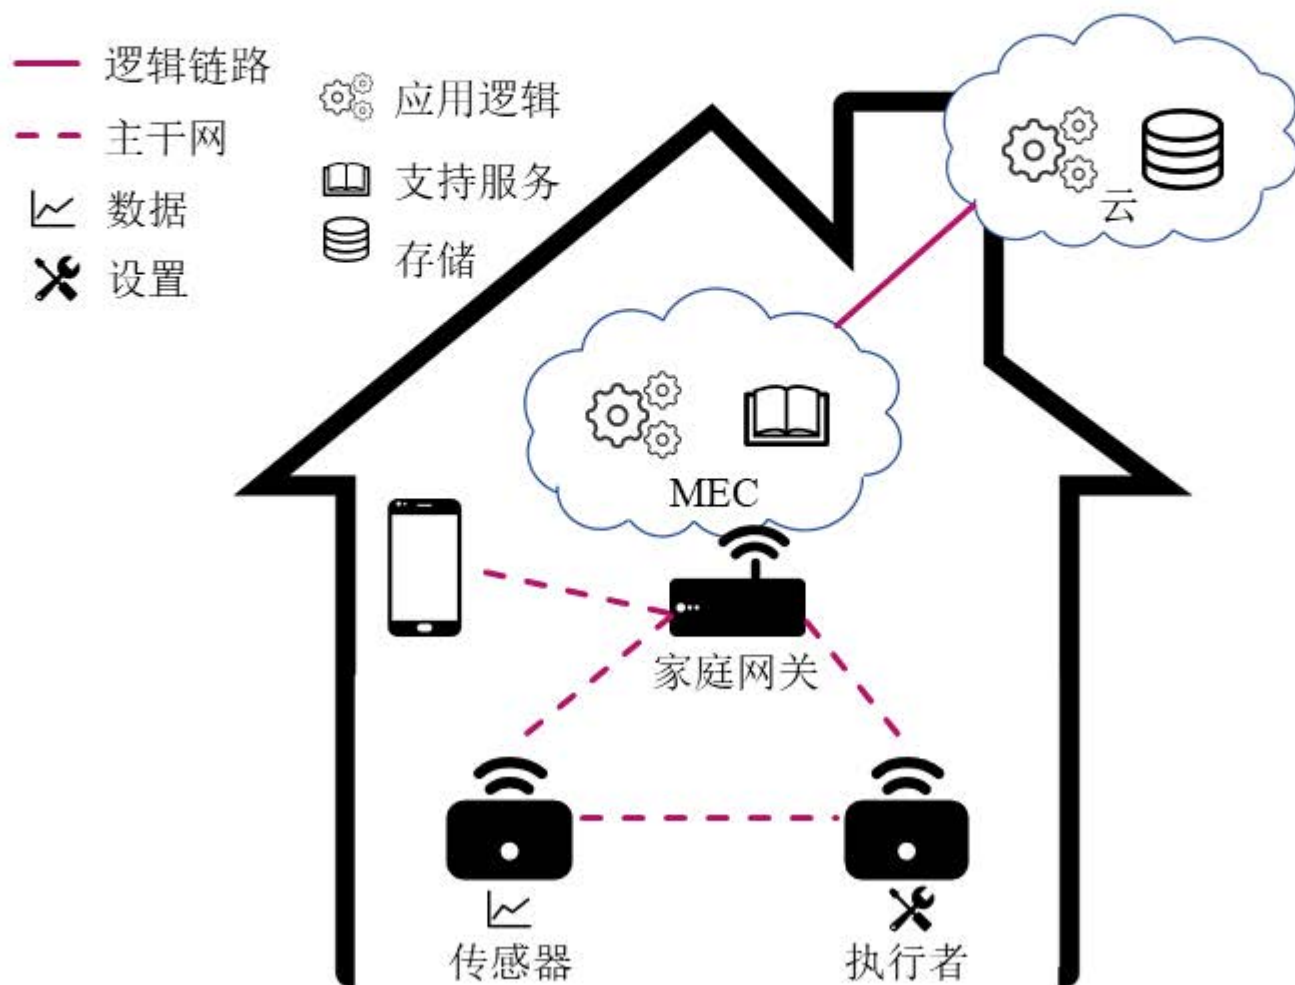 逻辑链路
主干网
数据
设置
应用逻辑
支持服务
存储
云
MEC
家庭网关
传感器
执行者